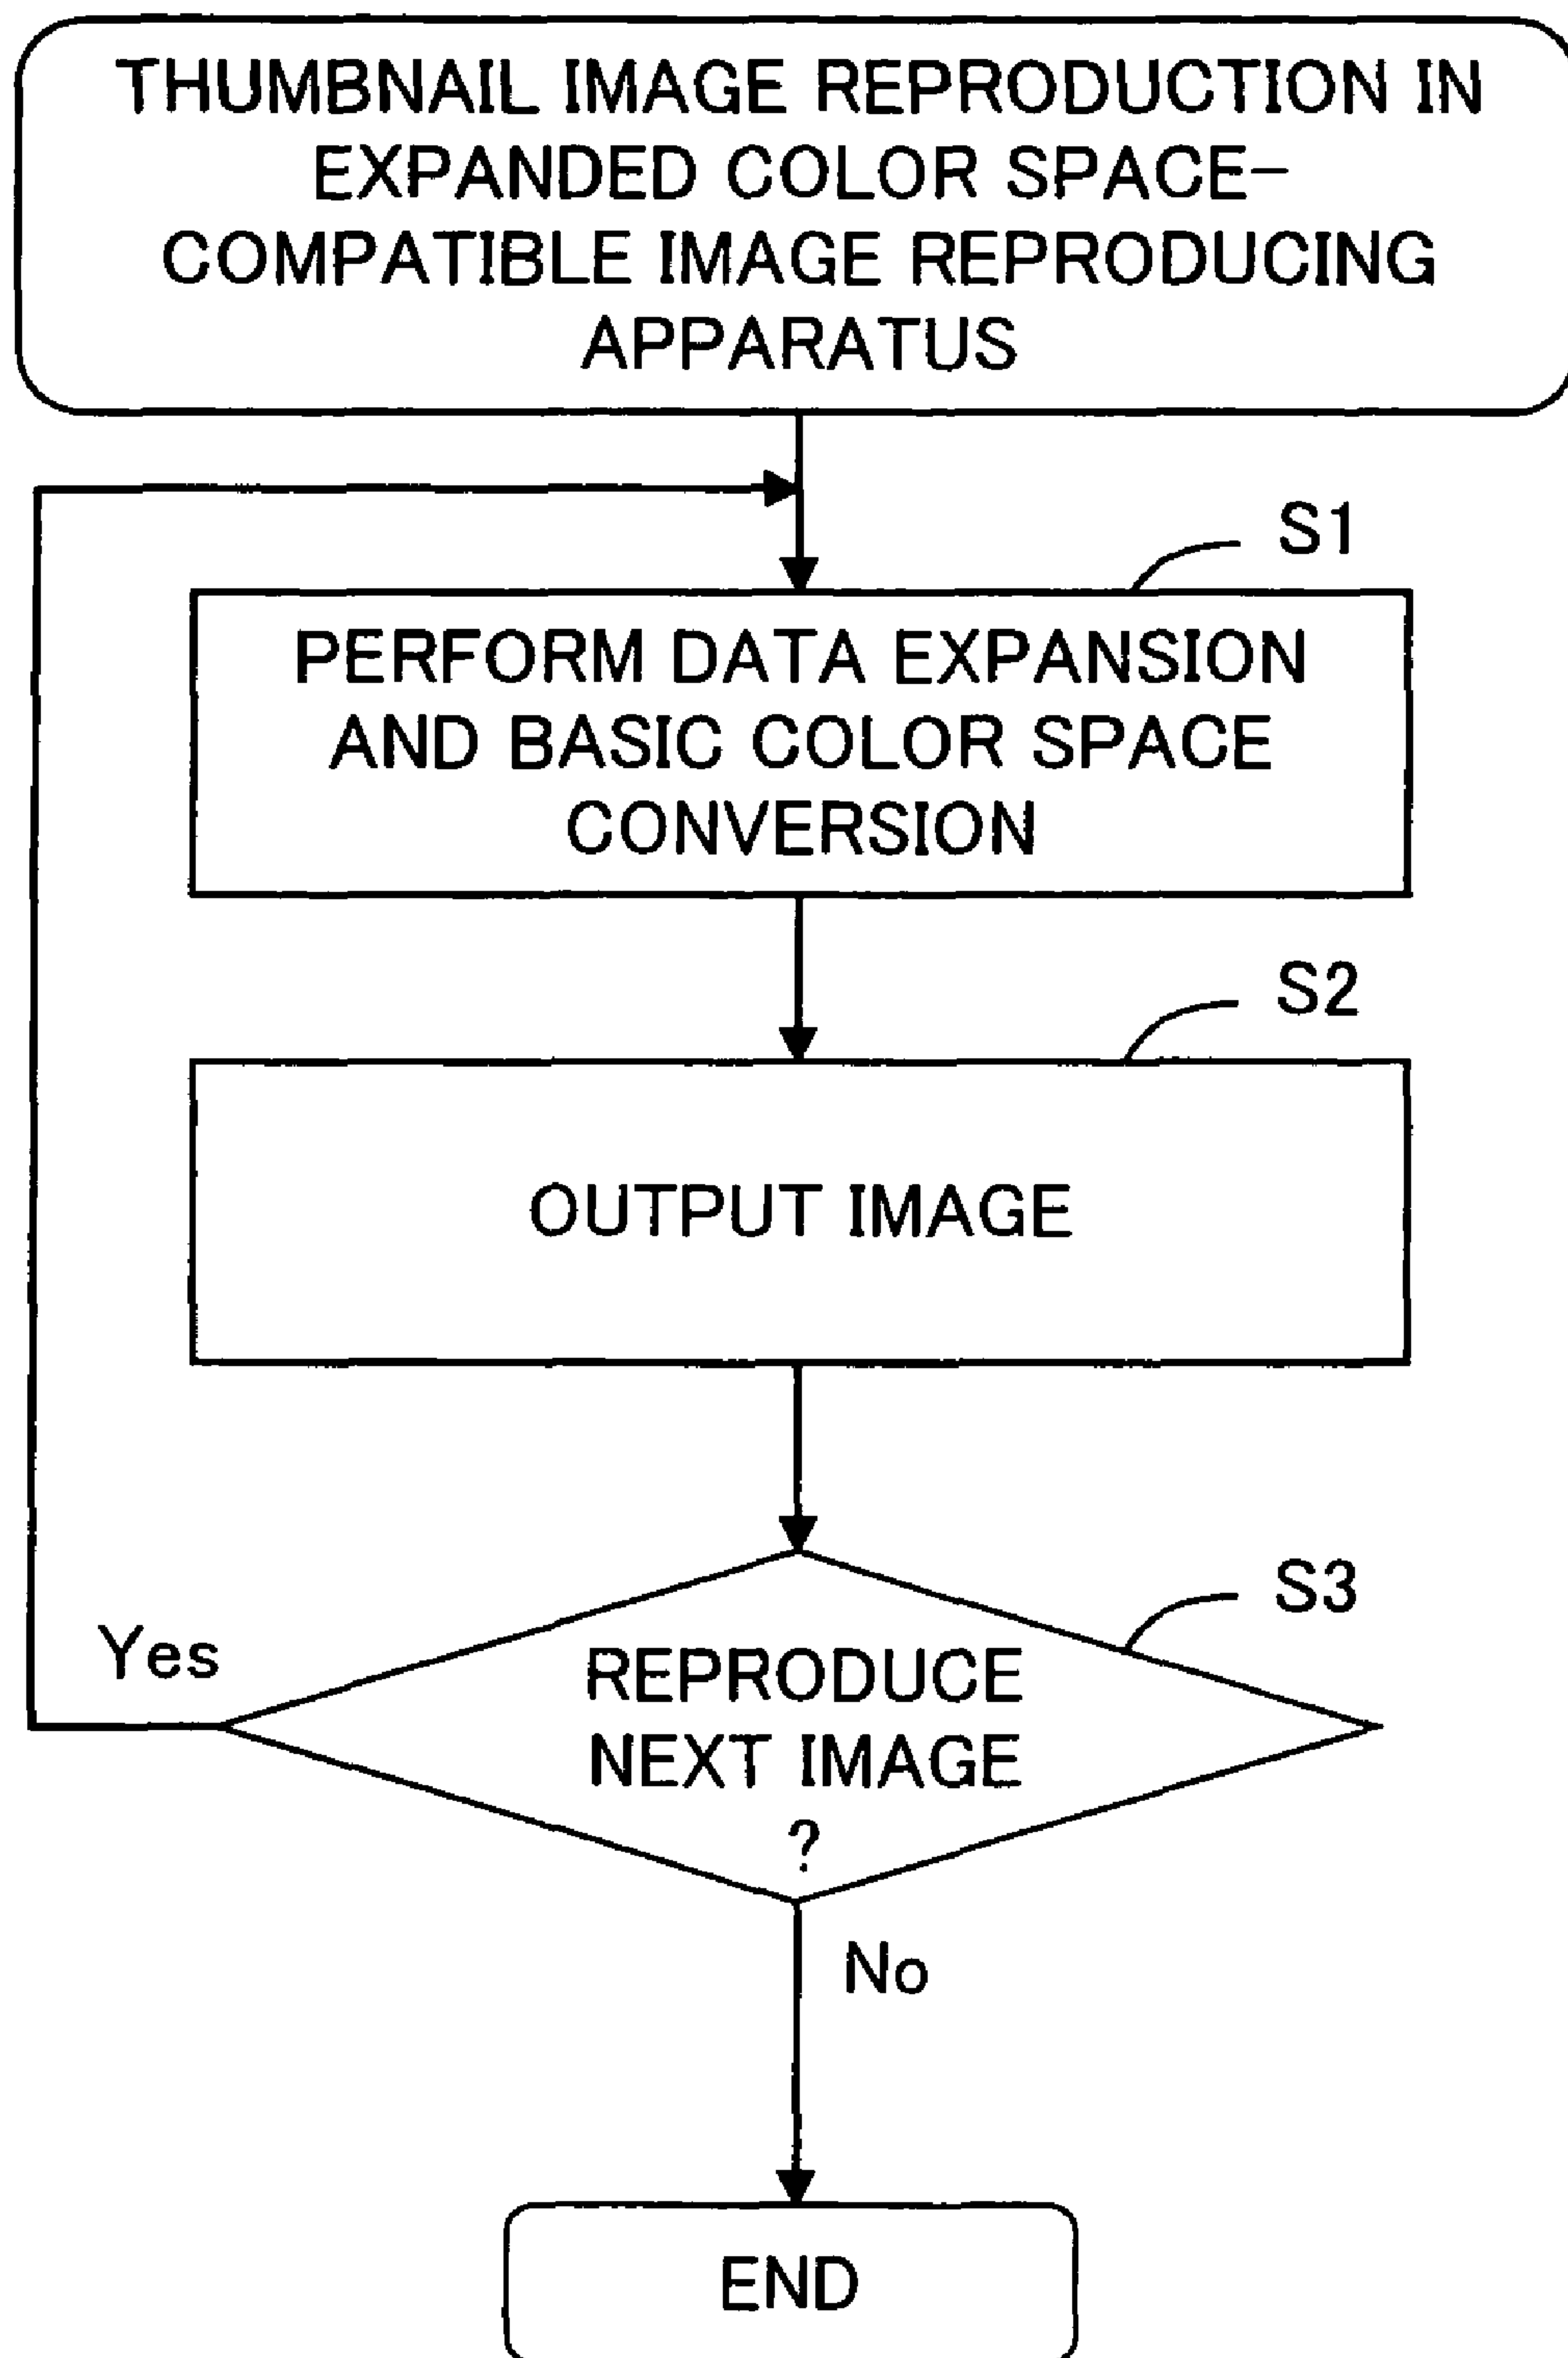 THUMBNAIL IMAGE REPRODUCTION IN
EXPANDED COLOR SPACE-
COMPATIBLE IMAGE REPRODUCING
APPARATUS
S1
PERFORM DATA EXPANSION
AND BASIC COLOR SPACE
CONVERSION
S2
OUTPUT IMAGE
S3
Yes
REPRODUCE
NEXT IMAGE
?
No
END